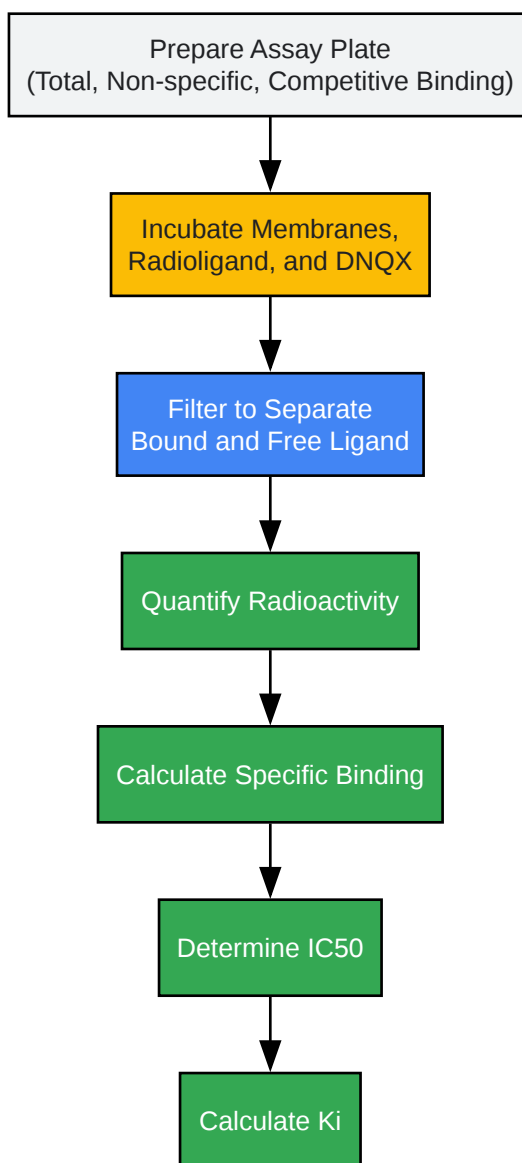 Prepare Assay Plate
(Total, Non-specific, Competitive Binding)
Incubate Membranes,
Radioligand, and DNQX
Filter to Separate
Bound and Free Ligand
Quantify Radioactivity
Calculate Specific Binding
Determine IC50
Calculate Ki